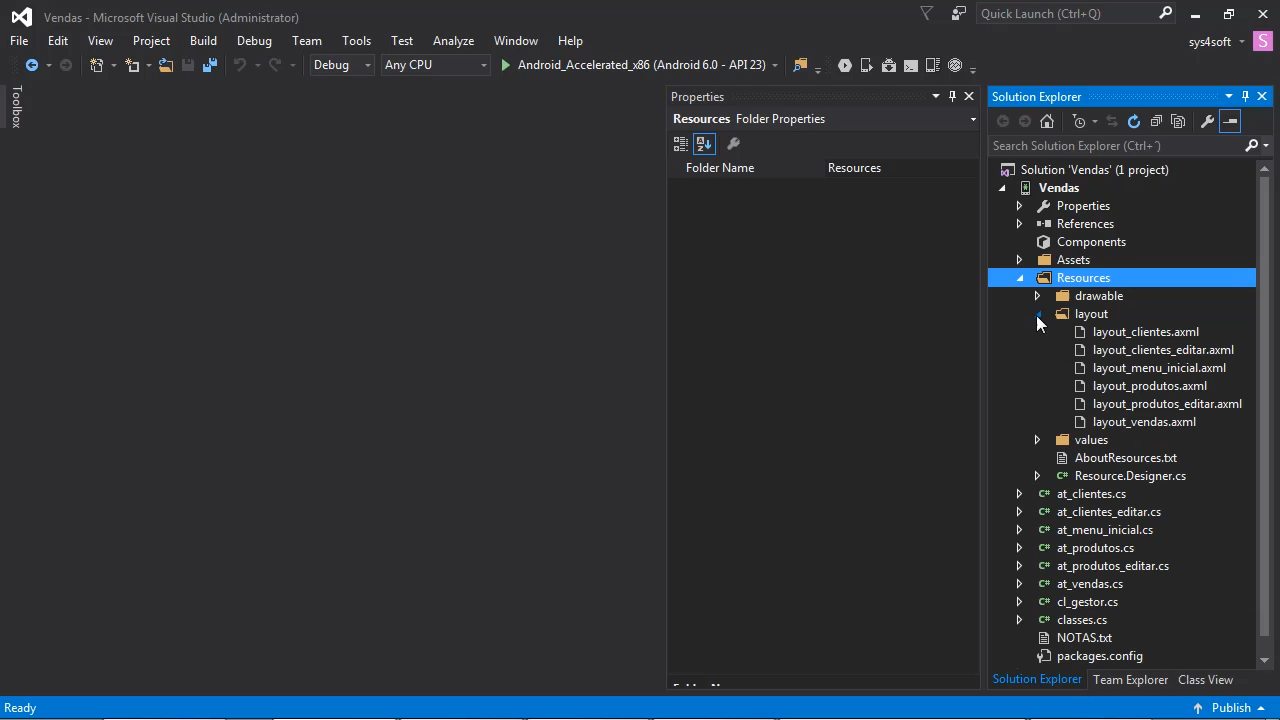 Vendas - Microsoft Visual Studio (Administrator)
Quick Launch (Ctrl+Q)
File Edit View Project Build Debug Team Tools Test Analyze Window Help
sys4soft S
Debug Any CPU Android_Accelerated_x86 (Android 6.0 - API 23)
Toolbox
Properties
Resources Folder Properties
Folder Name Resources
Solution Explorer
Search Solution Explorer (Ctrl+´)
Solution 'Vendas' (1 project)
Vendas
Properties
References
Components
Assets
Resources
drawable
layout
layout_clientes.axml
layout_clientes_editar.axml
layout_menu_inicial.axml
layout_produtos.axml
layout_produtos_editar.axml
layout_vendas.axml
values
AboutResources.txt
C# Resource.Designer.cs
C# at_clientes.cs
C# at_clientes_editar.cs
C# at_menu_inicial.cs
C# at_produtos.cs
C# at_produtos_editar.cs
C# at_vendas.cs
C# cl_gestor.cs
C# classes.cs
NOTAS.txt
packages.config
Solution Explorer Team Explorer Class View
Ready
Publish